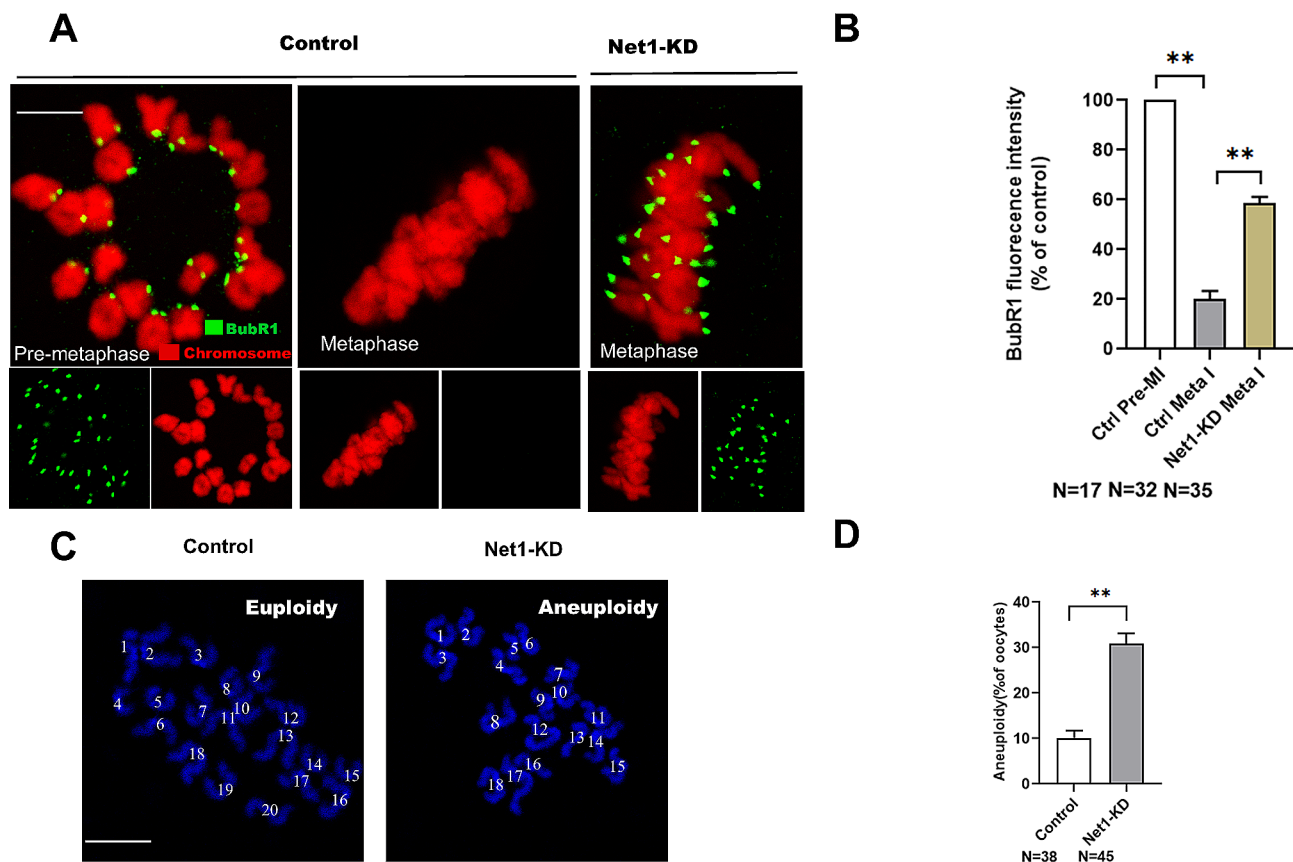 A
Control
Net1-KD
BubR1
Pre-metaphase
Chromosome
Metaphase
Metaphase
B
BubR1 fluorecence intensity
(% of control)
100
80
60
40
20
0
**
**
Ctrl Pre-MI
Ctrl Meta I
Net1-KD Meta I
N=17 N=32 N=35
C
Control
Net1-KD
Euploidy
1
2
3
4
5
6
7
8
9
10
11
12
13
14
15
16
17
18
19
20
Aneuploidy
1
2
3
4
5
6
7
8
9
10
11
12
13
14
15
16
17
18
D
Aneuploidy(%of oocytes)
40
30
20
10
0
**
Control
Net1-KD
N=38
N=45